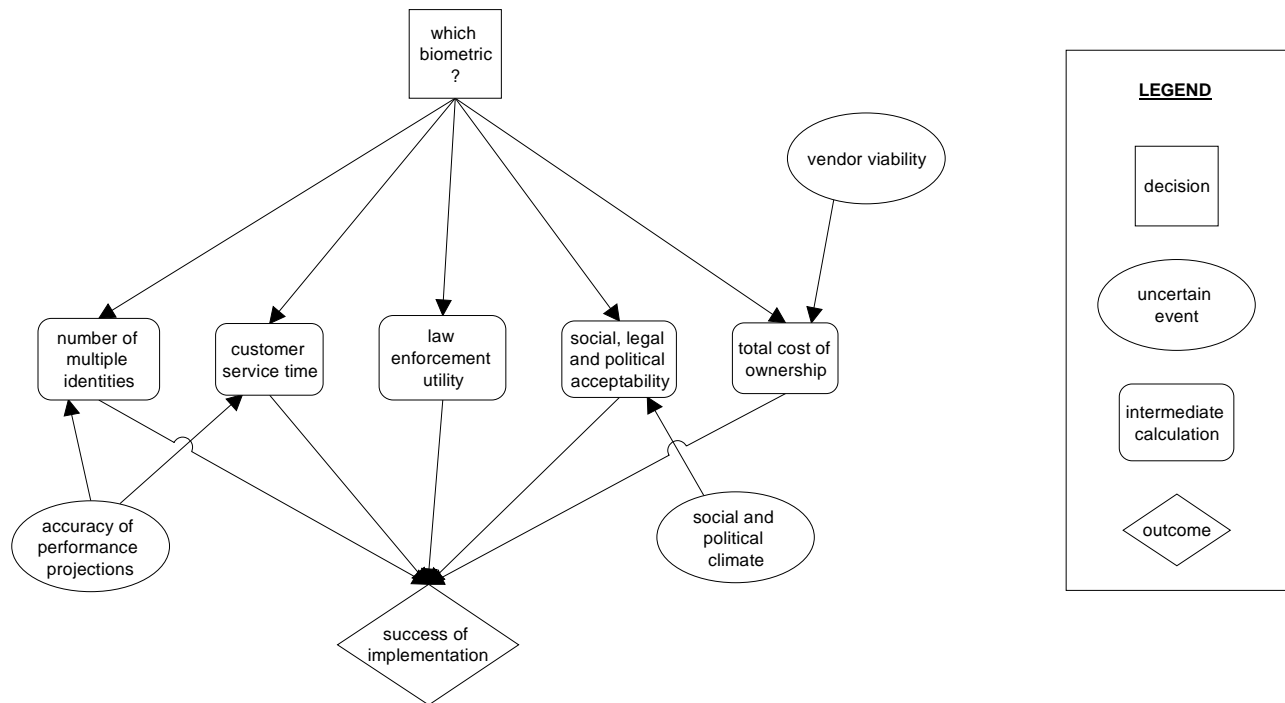 which
biometric
?
vendor viability
number of
multiple
identities
customer
service time
law
enforcement
utility
social, legal
and political
acceptability
total cost of
ownership
accuracy of
performance
projections
social and
political
climate
success of
implementation
LEGEND
decision
uncertain
event
intermediate
calculation
outcome